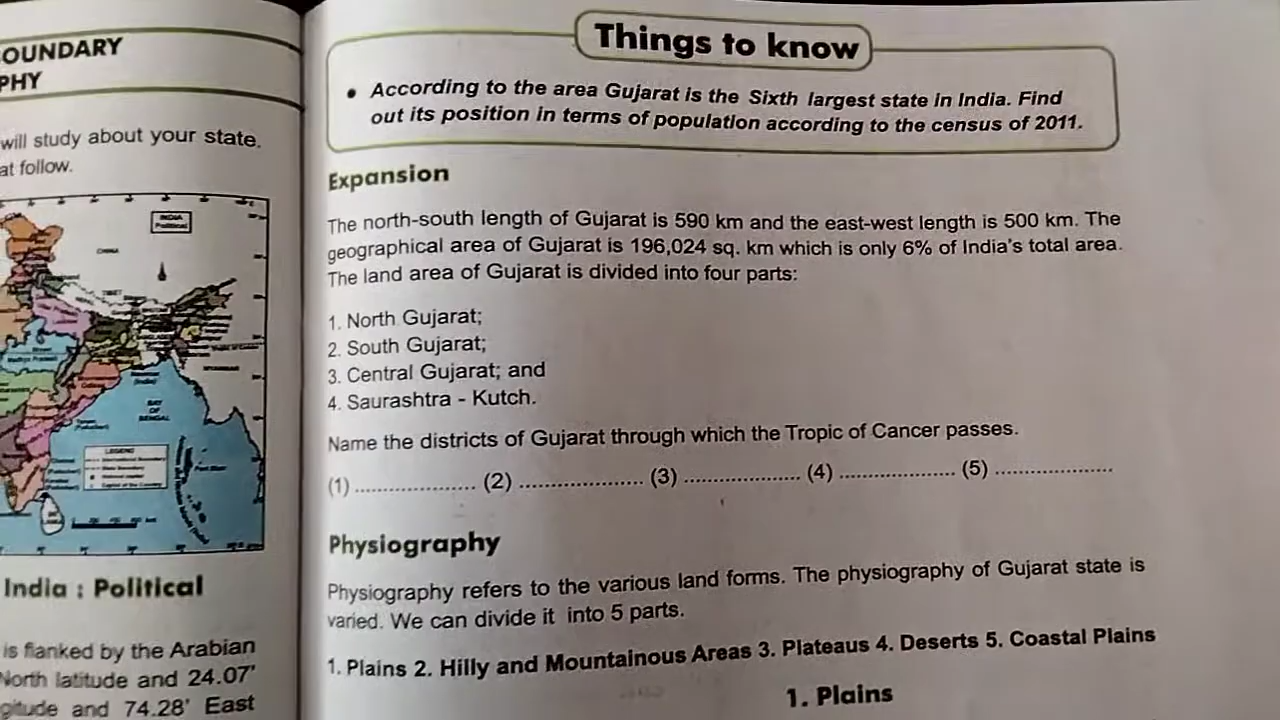 OUNDARY
PHY
will study about your state.
at follow.
INDIA
Political
CHINA
BAY
OF
BENGAL
LEGEND
India : Political
is flanked by the Arabian
North latitude and 24.07'
gitude and 74.28' East
Things to know
• According to the area Gujarat is the Sixth largest state in India. Find
out its position in terms of population according to the census of 2011.
Expansion
The north-south length of Gujarat is 590 km and the east-west length is 500 km. The
geographical area of Gujarat is 196,024 sq. km which is only 6% of India's total area.
The land area of Gujarat is divided into four parts:
1. North Gujarat;
2. South Gujarat;
3. Central Gujarat; and
4. Saurashtra - Kutch.
Name the districts of Gujarat through which the Tropic of Cancer passes.
(1) .................... (2) .................... (3) .................... (4) .................... (5) ....................
Physiography
Physiography refers to the various land forms. The physiography of Gujarat state is
varied. We can divide it into 5 parts.
1. Plains 2. Hilly and Mountainous Areas 3. Plateaus 4. Deserts 5. Coastal Plains
1. Plains